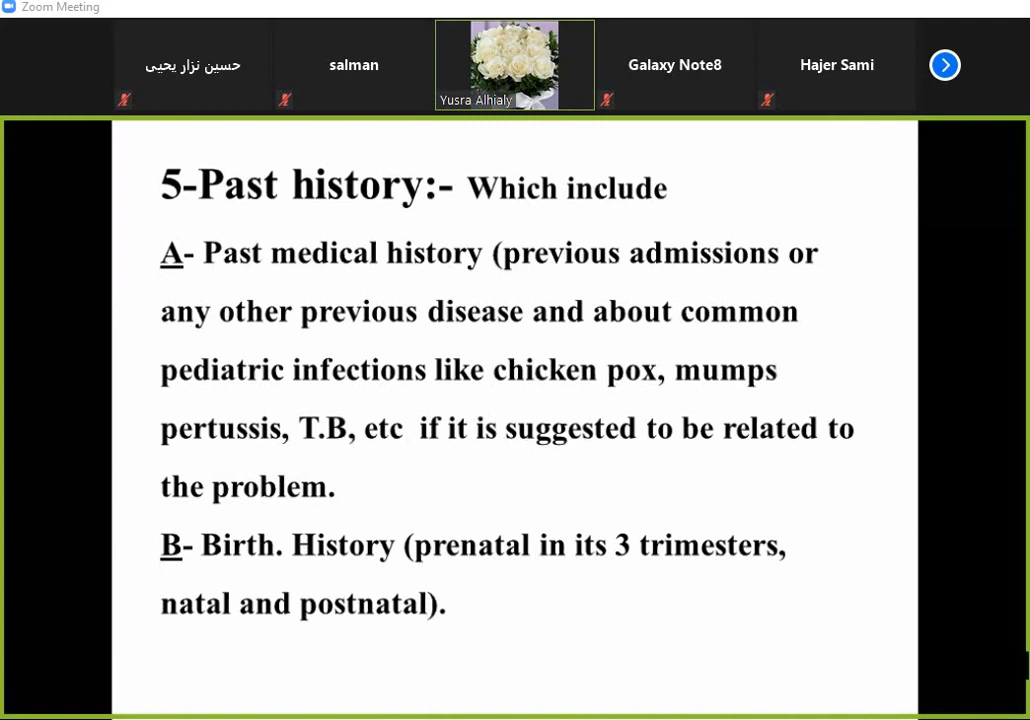 Zoom Meeting
حسين نزار يحيى
salman
Yusra Alhialy
Galaxy Note8
Hajer Sami
5-Past history:- Which include
A- Past medical history (previous admissions or
any other previous disease and about common
pediatric infections like chicken pox, mumps
pertussis, T.B, etc if it is suggested to be related to
the problem.
B- Birth. History (prenatal in its 3 trimesters,
natal and postnatal).